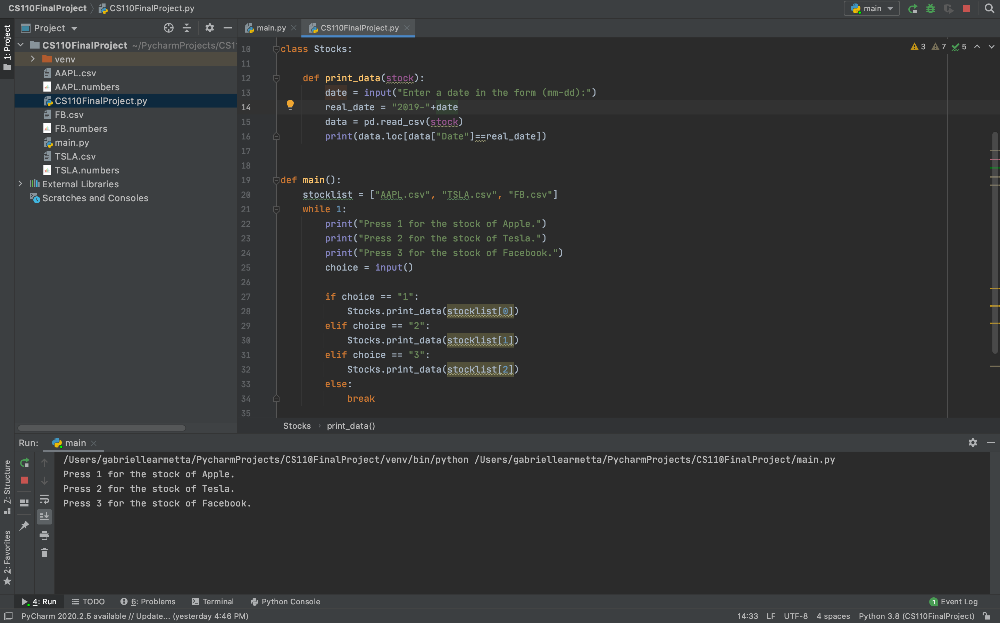 CS110FinalProject CS110FinalProject.py main
1: Project
Project
main.py CS110FinalProject.py
CS110FinalProject ~/PycharmProjects/CS1
venv
AAPL.csv
AAPL.numbers
CS110FinalProject.py
FB.csv
FB.numbers
main.py
TSLA.csv
TSLA.numbers
External Libraries
Scratches and Consoles
3 7 5
10 class Stocks:
11
12 def print_data(stock):
13 date = input("Enter a date in the form (mm-dd):")
14 real_date = "2019-"+date
15 data = pd.read_csv(stock)
16 print(data.loc[data["Date"]==real_date])
17
18
19 def main():
20 stocklist = ["AAPL.csv", "TSLA.csv", "FB.csv"]
21 while 1:
22 print("Press 1 for the stock of Apple.")
23 print("Press 2 for the stock of Tesla.")
24 print("Press 3 for the stock of Facebook.")
25 choice = input()
26
27 if choice == "1":
28 Stocks.print_data(stocklist[0])
29 elif choice == "2":
30 Stocks.print_data(stocklist[1])
31 elif choice == "3":
32 Stocks.print_data(stocklist[2])
33 else:
34 break
35
Stocks › print_data()
Run: main
/Users/gabriellearmetta/PycharmProjects/CS110FinalProject/venv/bin/python /Users/gabriellearmetta/PycharmProjects/CS110FinalProject/main.py
Press 1 for the stock of Apple.
Press 2 for the stock of Tesla.
Press 3 for the stock of Facebook.
Z: Structure
2: Favorites
4: Run TODO 6: Problems Terminal Python Console 1 Event Log
PyCharm 2020.2.5 available // Update... (yesterday 4:46 PM) 14:33 LF UTF-8 4 spaces Python 3.8 (CS110FinalProject)